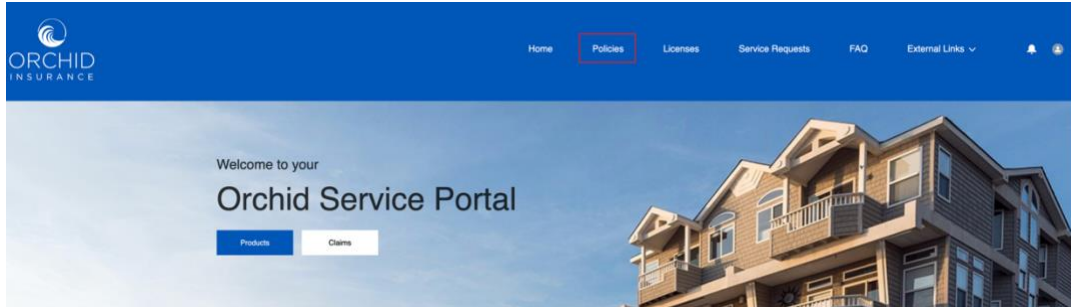 ORCHID
INSURANCE
Home Policies Licenses Service Requests FAQ External Links
Welcome to your
Orchid Service Portal
Products Claims